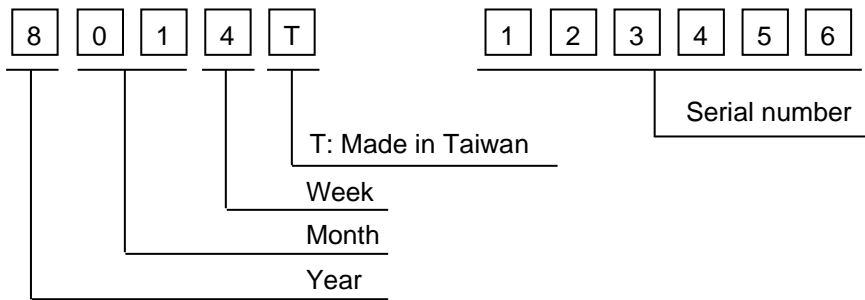 8 0 1 4 T 1 2 3 4 5 6
Serial number
T: Made in Taiwan
Week
Month
Year